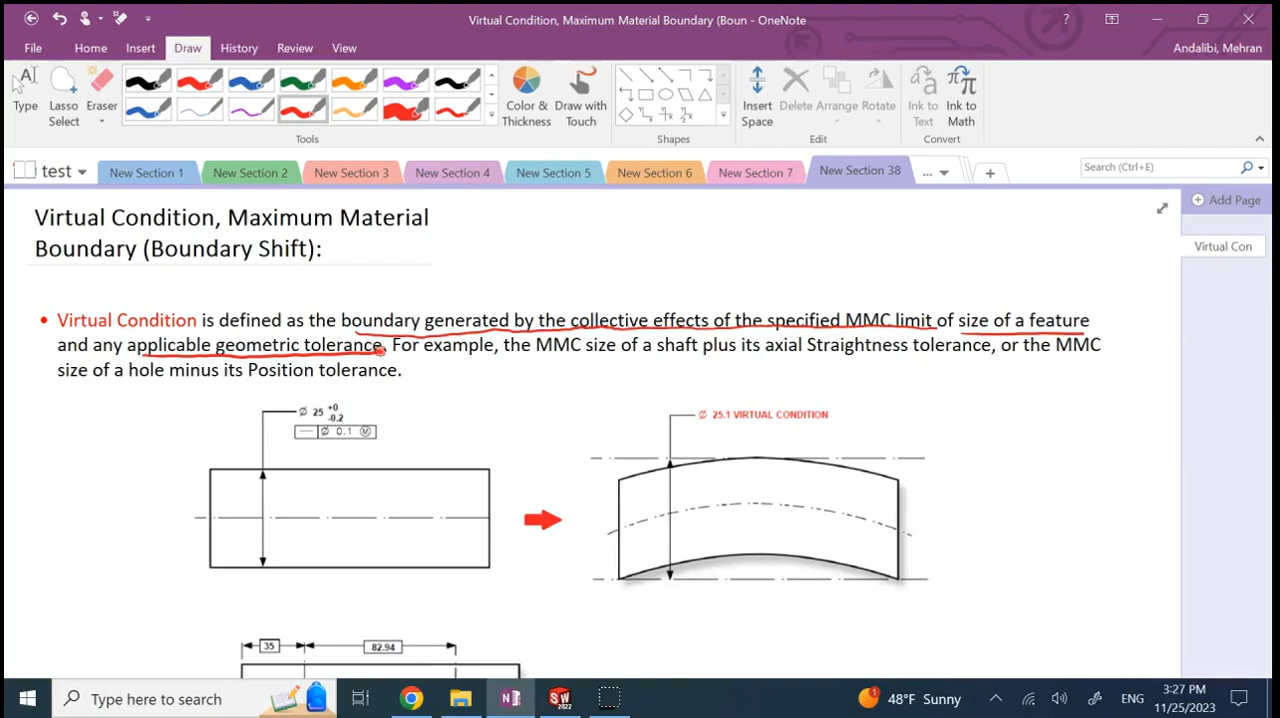 Virtual Condition, Maximum Material Boundary (Boun - OneNote
?
Andalibi, Mehran
File Home Insert Draw History Review View
Type
Lasso Select
Eraser
Color & Thickness
Draw with Touch
Insert Space
Delete
Arrange
Rotate
Ink to Text
Ink to Math
Tools
Shapes
Edit
Convert
test
New Section 1
New Section 2
New Section 3
New Section 4
New Section 5
New Section 6
New Section 7
New Section 38
...
Search (Ctrl+E)
Add Page
Virtual Con
Virtual Condition, Maximum Material
Boundary (Boundary Shift):
• Virtual Condition is defined as the boundary generated by the collective effects of the specified MMC limit of size of a feature
and any applicable geometric tolerance. For example, the MMC size of a shaft plus its axial Straightness tolerance, or the MMC
size of a hole minus its Position tolerance.
Ø 25 +0 -0.2
— Ø 0.1 Ⓜ
Ø 25.1 VIRTUAL CONDITION
35
82.94
Type here to search
SW
2022
1
48°F Sunny
ENG
3:27 PM
11/25/2023